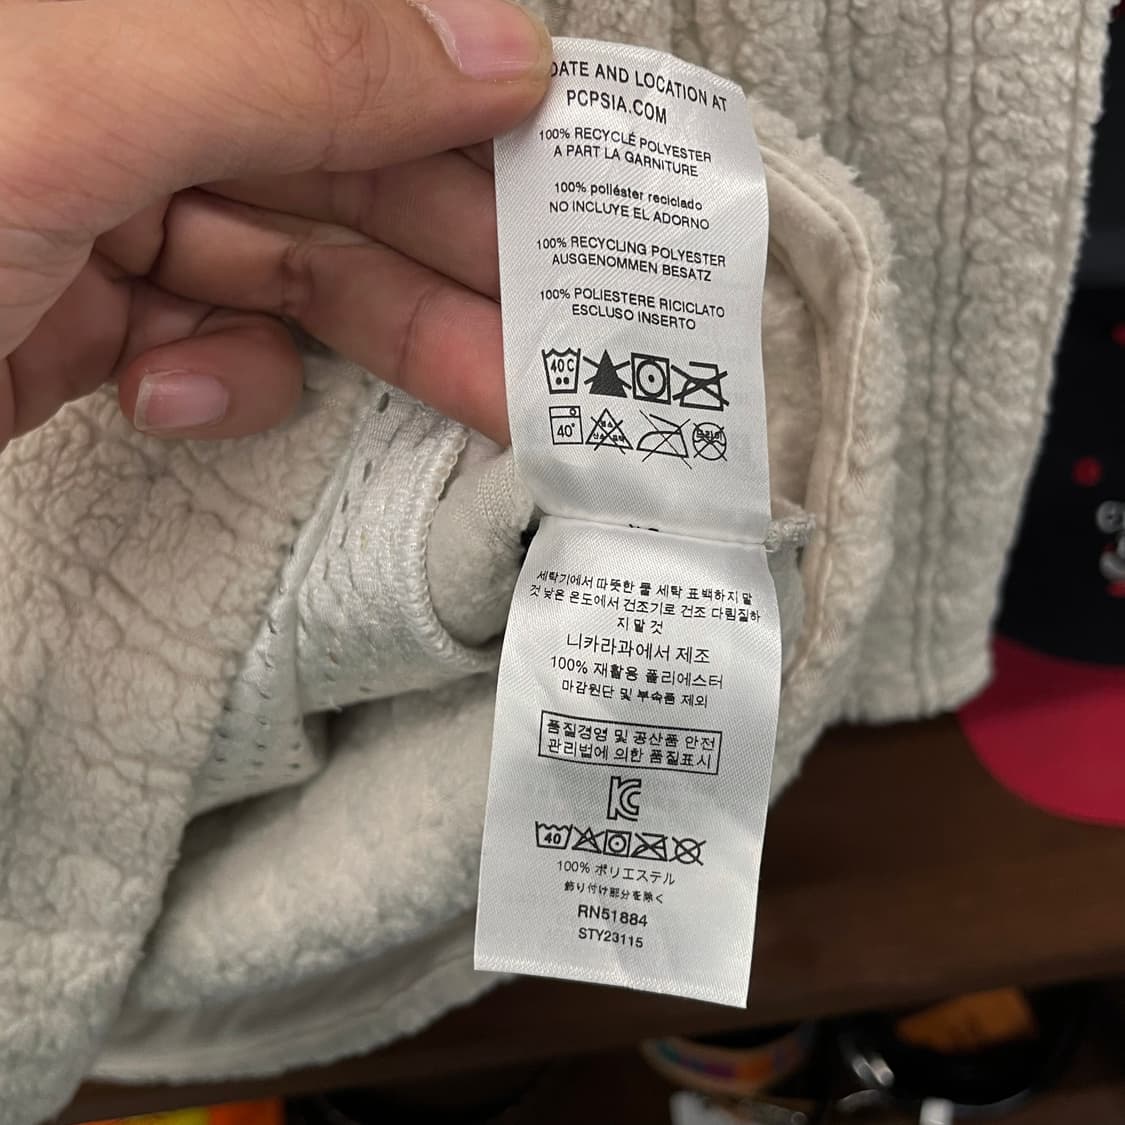 DATE AND LOCATION AT
PCPSIA.COM
100% RECYCLÉ POLYESTER
A PART LA GARNITURE
100% poliéster reciclado
NO INCLUYE EL ADORNO
100% RECYCLING POLYESTER
AUSGENOMMEN BESATZ
100% POLIESTERE RICICLATO
ESCLUSO INSERTO
40 C
40°
드라이
세탁기에서 따뜻한 물 세탁 표백하지 말
것 낮은 온도에서 건조기로 건조 다림질하
지 말 것
니카라과에서 제조
100% 재활용 폴리에스터
마감원단 및 부속품 제외
품질경영 및 공산품 안전
관리법에 의한 품질표시
40
100% ポリエステル
飾り付け部分を除く
RN51884
STY23115